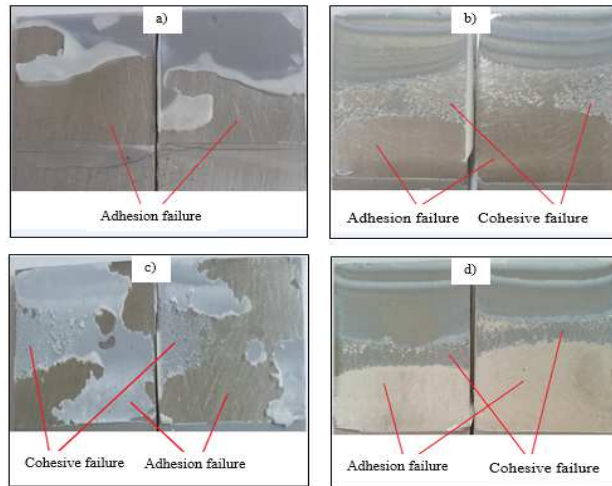 a)
Adhesion failure
b)
Adhesion failure Cohesive failure
c)
Cohesive failure Adhesion failure
d)
Adhesion failure Cohesive failure